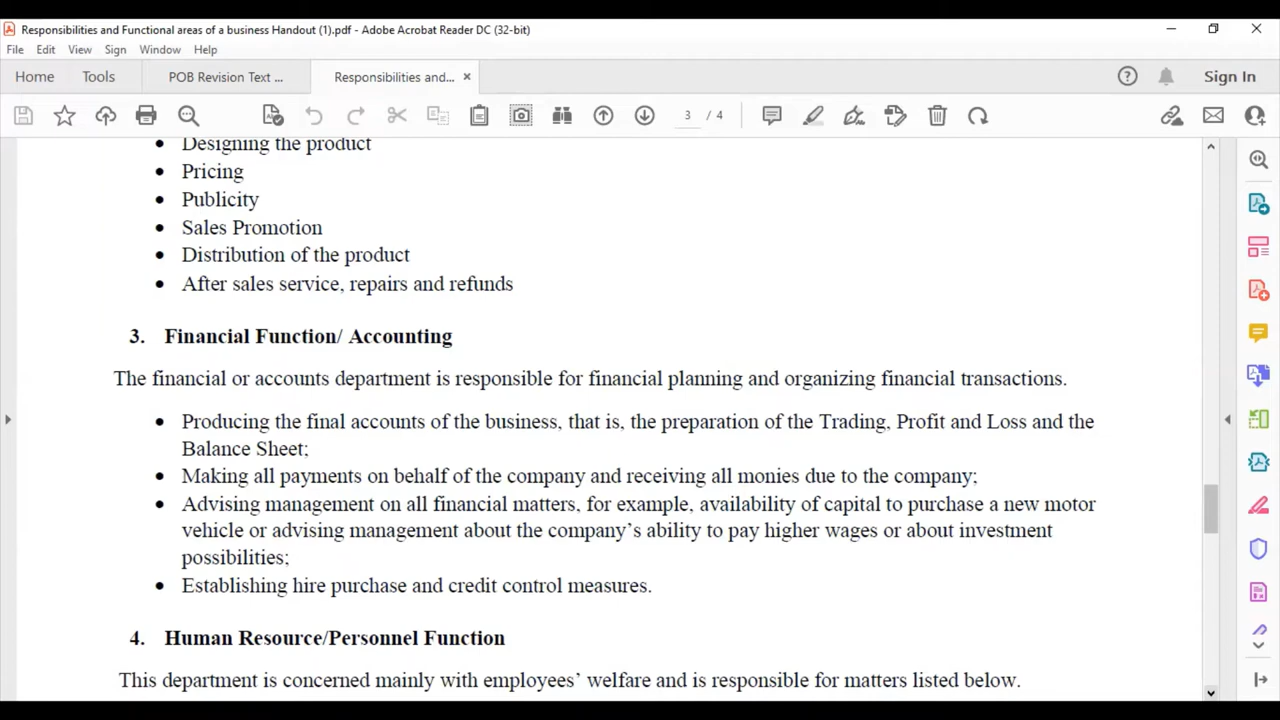 Responsibilities and Functional areas of a business Handout (1).pdf - Adobe Acrobat Reader DC (32-bit)
File Edit View Sign Window Help
Home Tools POB Revision Text ... Responsibilities and... × Sign In
3 / 4
• Designing the product
• Pricing
• Publicity
• Sales Promotion
• Distribution of the product
• After sales service, repairs and refunds
3. Financial Function/ Accounting
The financial or accounts department is responsible for financial planning and organizing financial transactions.
• Producing the final accounts of the business, that is, the preparation of the Trading, Profit and Loss and the
Balance Sheet;
• Making all payments on behalf of the company and receiving all monies due to the company;
• Advising management on all financial matters, for example, availability of capital to purchase a new motor
vehicle or advising management about the company's ability to pay higher wages or about investment
possibilities;
• Establishing hire purchase and credit control measures.
4. Human Resource/Personnel Function
This department is concerned mainly with employees' welfare and is responsible for matters listed below.